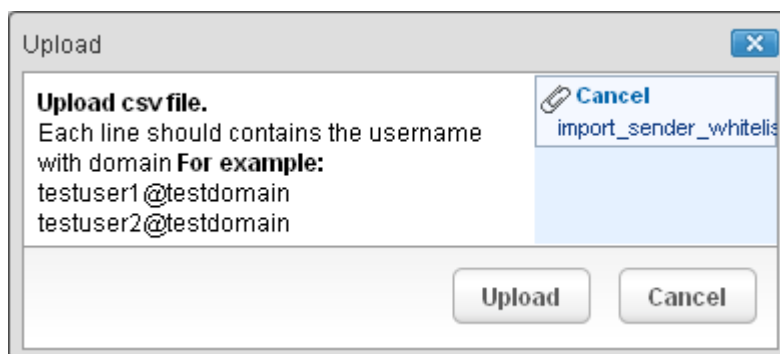 Upload
Upload csv file.
Each line should contains the username
with domain For example:
testuser1@testdomain
testuser2@testdomain
Cancel
import_sender_whitelis
Upload
Cancel